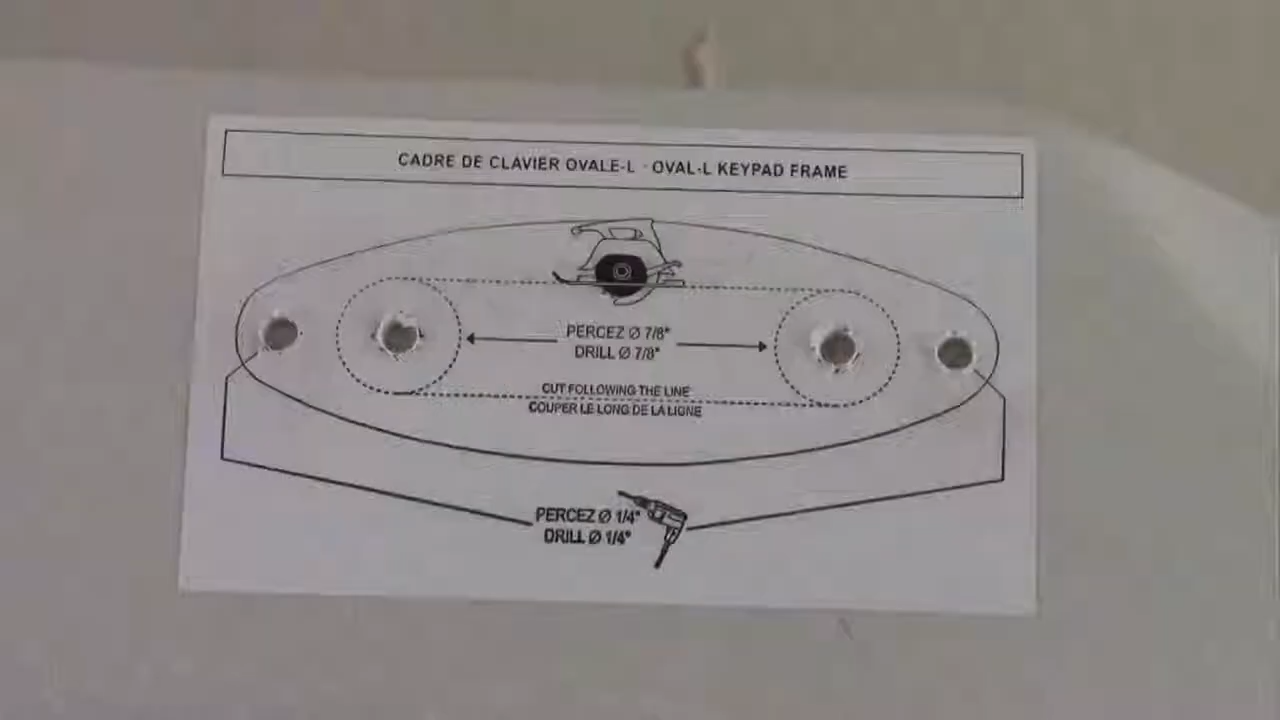 CADRE DE CLAVIER OVALE-L - OVAL-L KEYPAD FRAME
PERCEZ Ø 7/8"
DRILL Ø 7/8"
CUT FOLLOWING THE LINE
COUPER LE LONG DE LA LIGNE
PERCEZ Ø 1/4"
DRILL Ø 1/4"